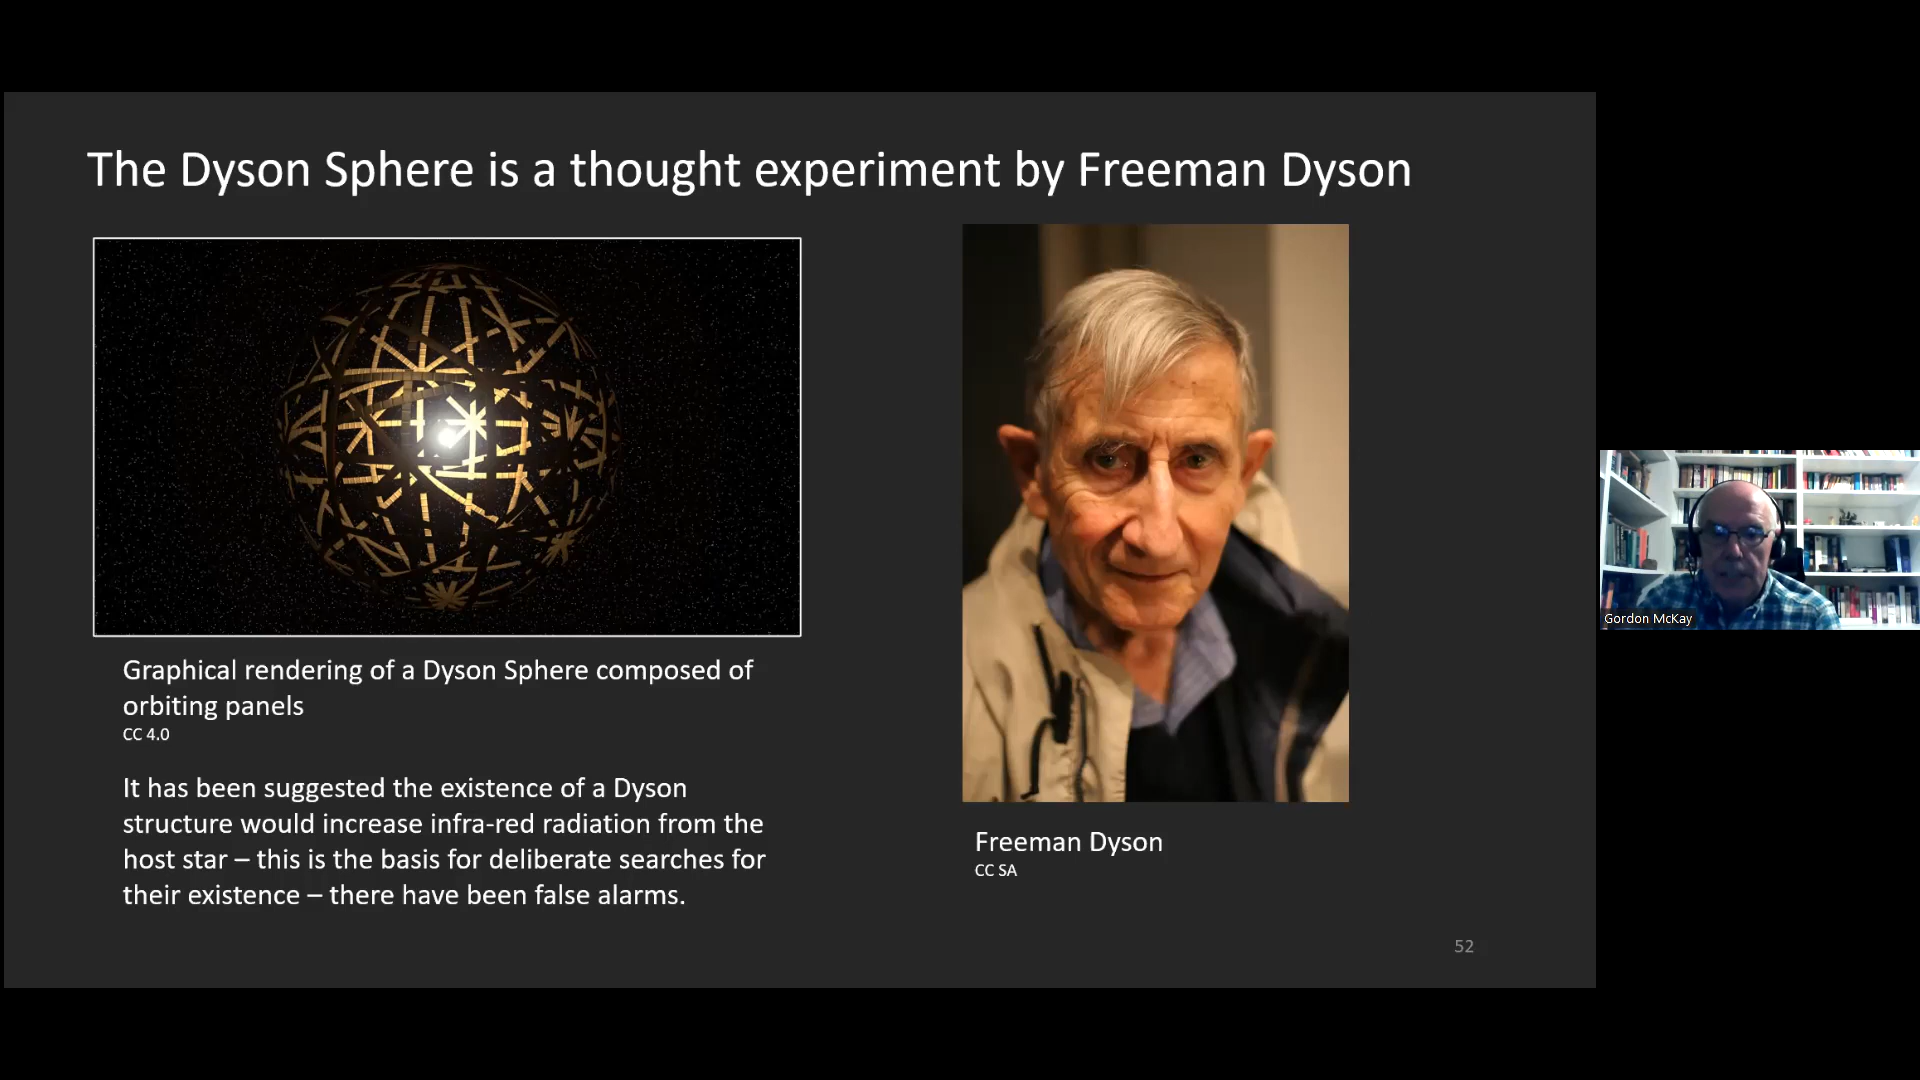 The Dyson Sphere is a thought experiment by Freeman Dyson
Graphical rendering of a Dyson Sphere composed of
orbiting panels
CC 4.0
It has been suggested the existence of a Dyson
structure would increase infra-red radiation from the
host star – this is the basis for deliberate searches for
their existence – there have been false alarms.
Freeman Dyson
CC SA
52
Gordon McKay